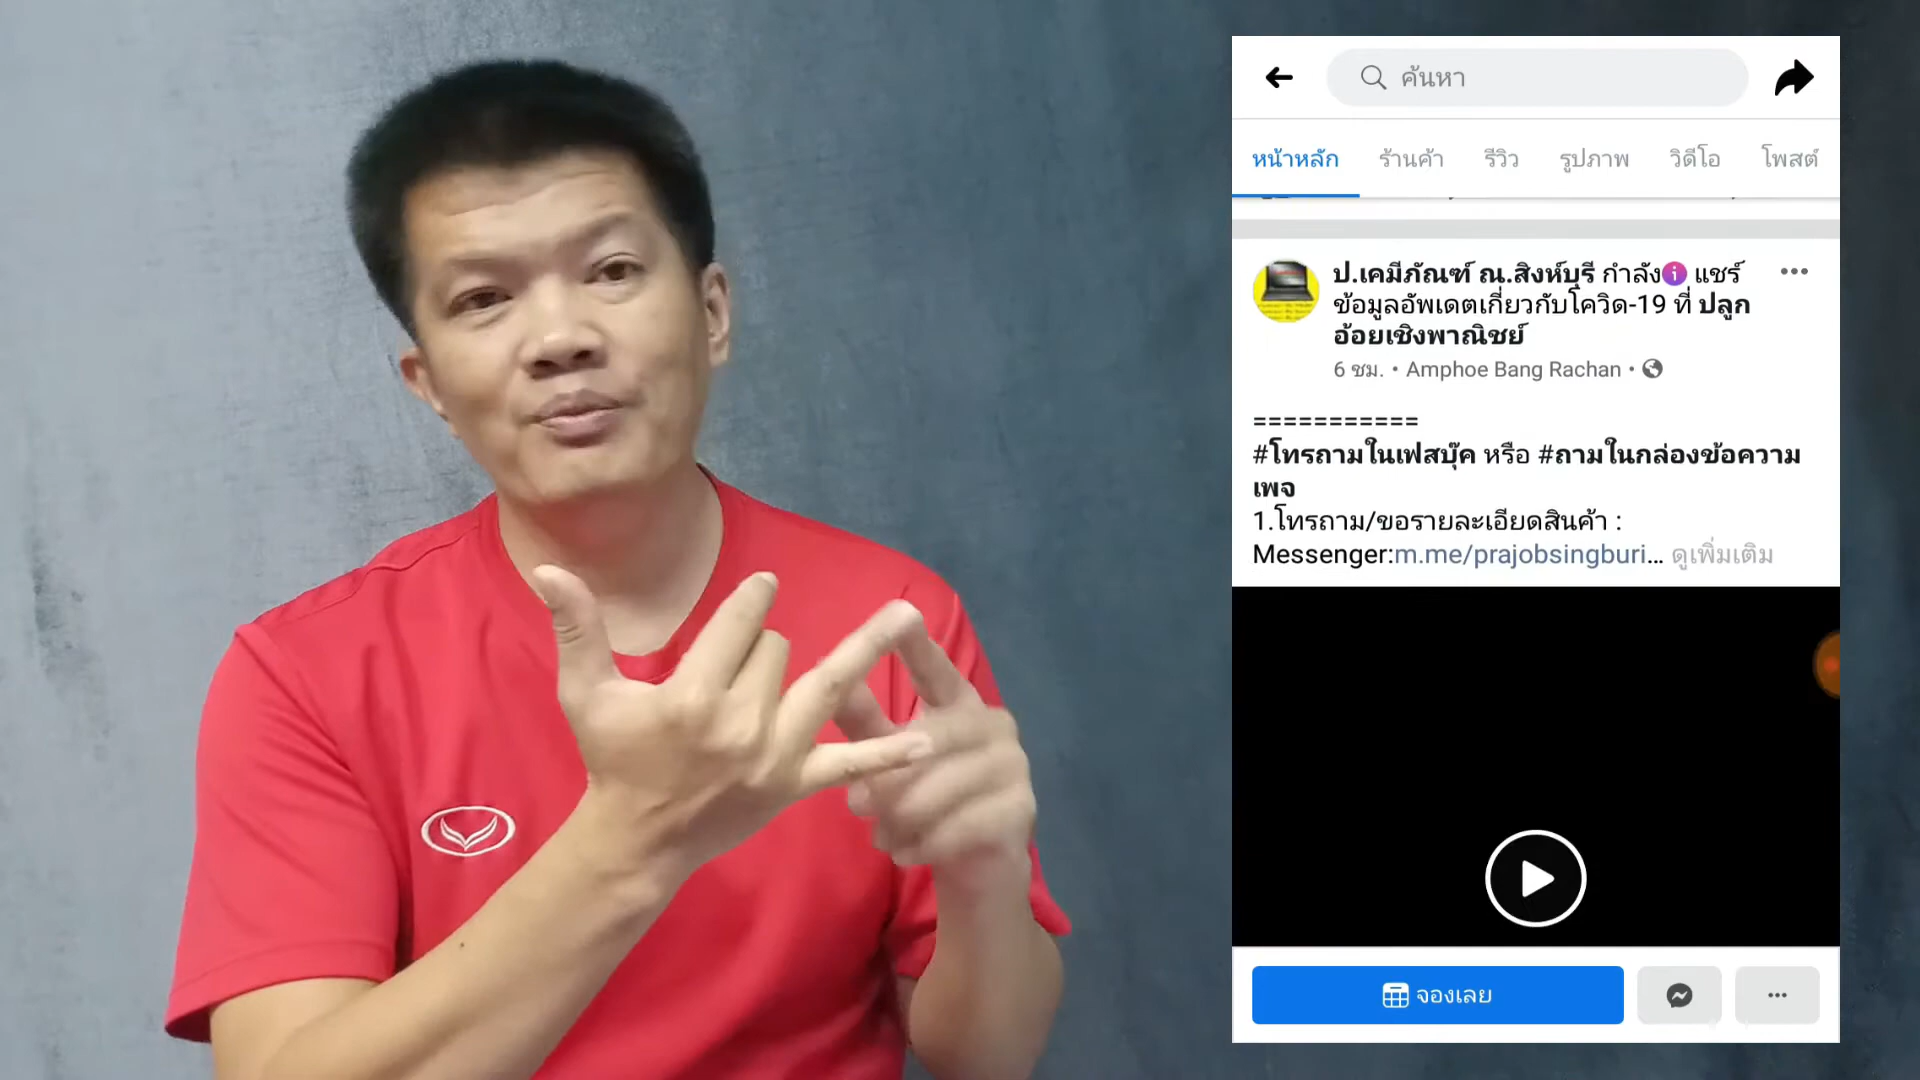 ค้นหา
หน้าหลัก ร้านค้า รีวิว รูปภาพ วิดีโอ โพสต์
ป.เคมีภัณฑ์ ณ.สิงห์บุรี กำลัง แชร์
ข้อมูลอัพเดตเกี่ยวกับโควิด-19 ที่ ปลูก
อ้อยเชิงพาณิชย์
6 ชม. • Amphoe Bang Rachan •
===========
#โทรถามในเฟสบุ๊ค หรือ #ถามในกล่องข้อความ
เพจ
1.โทรถาม/ขอรายละเอียดสินค้า :
Messenger:m.me/prajobsingburi... ดูเพิ่มเติม
จองเลย